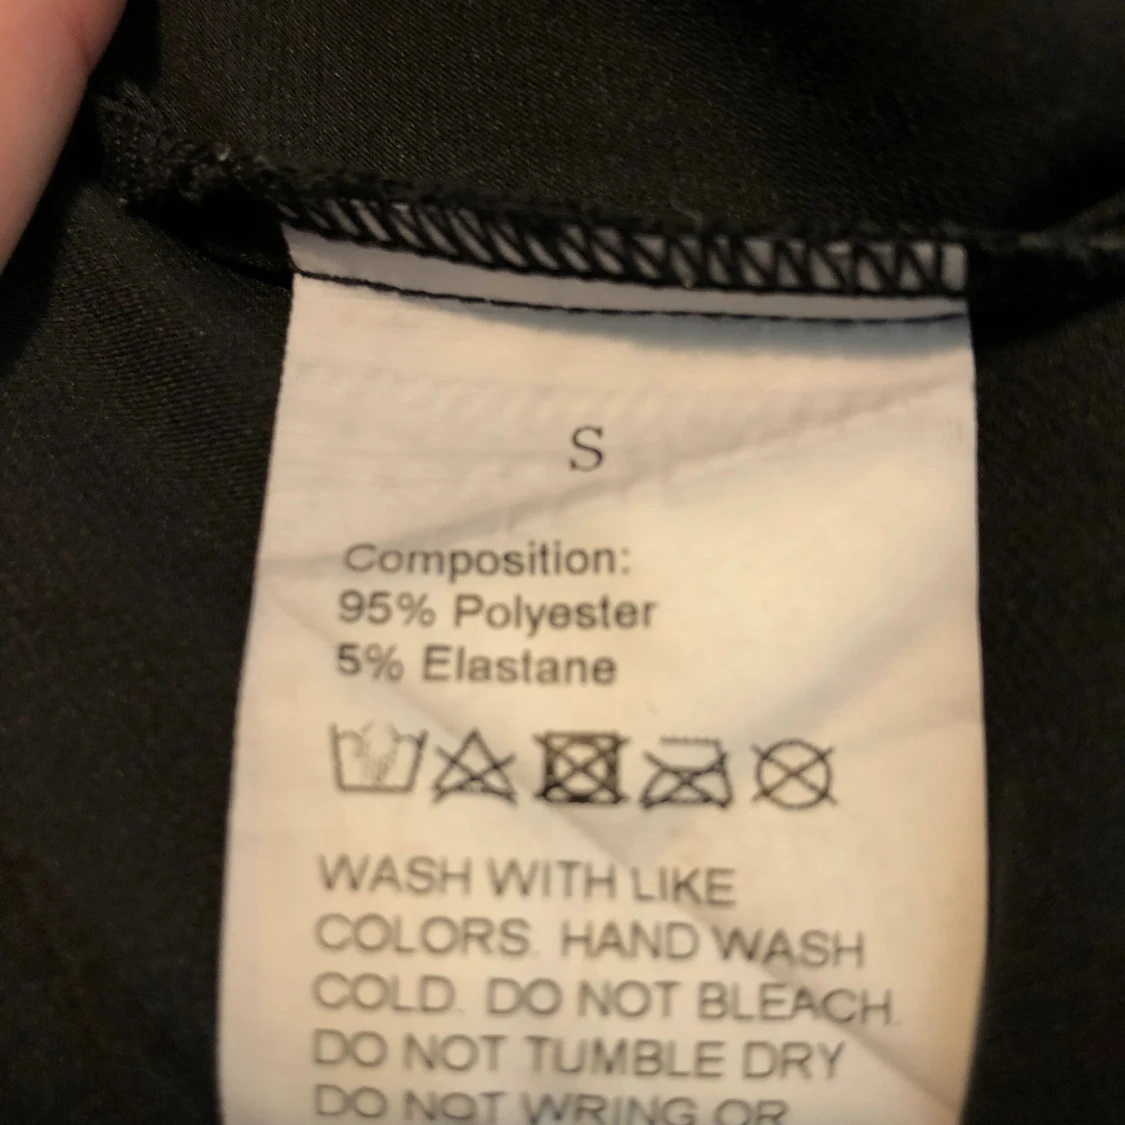 S
Composition:
95% Polyester
5% Elastane
WASH WITH LIKE
COLORS. HAND WASH
COLD. DO NOT BLEACH.
DO NOT TUMBLE DRY
DO NOT WRING OR